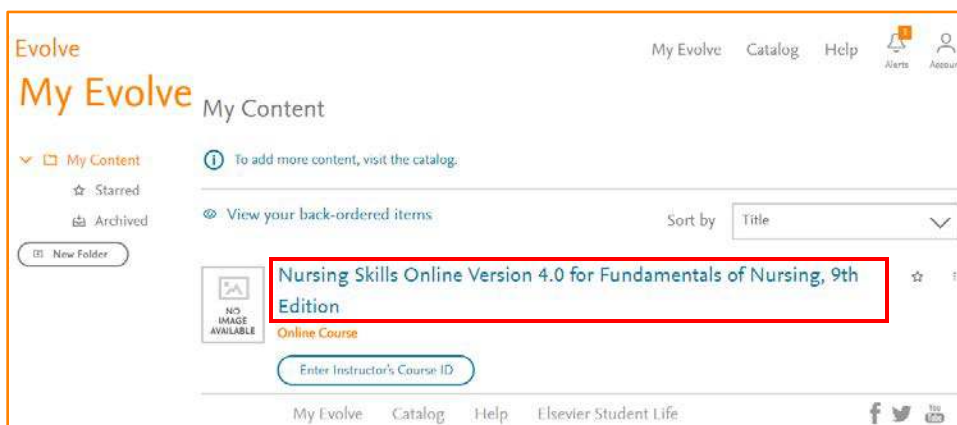 Evolve
My Evolve Catalog Help
1
Alerts
My Evolve
My Content
My Content
To add more content, visit the catalog.
Starred
Archived
View your back-ordered items
Sort by Title
New Folder
Nursing Skills Online Version 4.0 for Fundamentals of Nursing, 9th
Edition
NO
IMAGE
AVAILABLE
Online Course
Enter Instructor's Course ID
My Evolve Catalog Help Elsevier Student Life
You
Tube